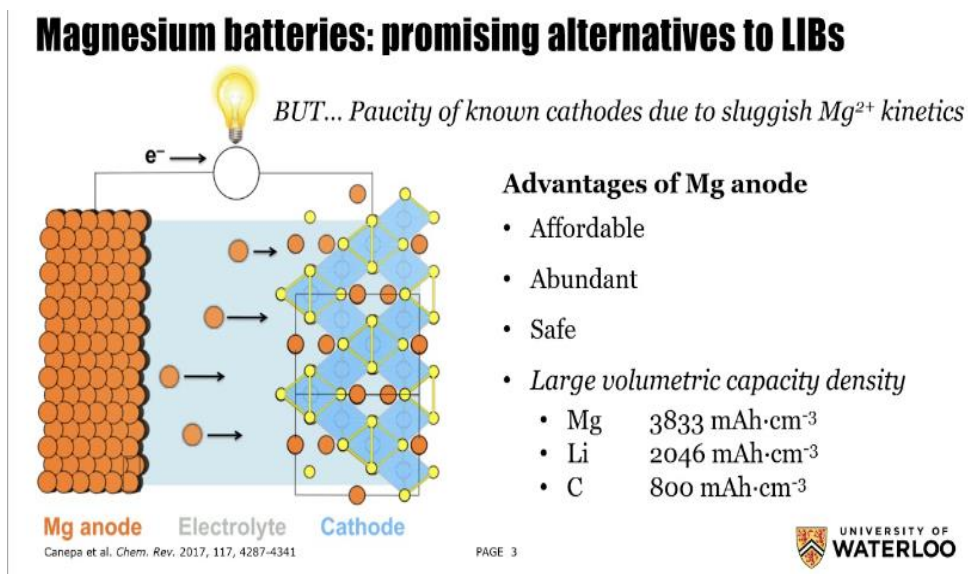 Magnesium batteries: promising alternatives to LIBs
BUT... Paucity of known cathodes due to sluggish Mg²⁺ kinetics
e⁻
Advantages of Mg anode
• Affordable
• Abundant
• Safe
• Large volumetric capacity density
• Mg 3833 mAh·cm⁻³
• Li 2046 mAh·cm⁻³
• C 800 mAh·cm⁻³
Mg anode Electrolyte Cathode
Canepa et al. Chem. Rev. 2017, 117, 4287-4341
PAGE 3
UNIVERSITY OF
WATERLOO